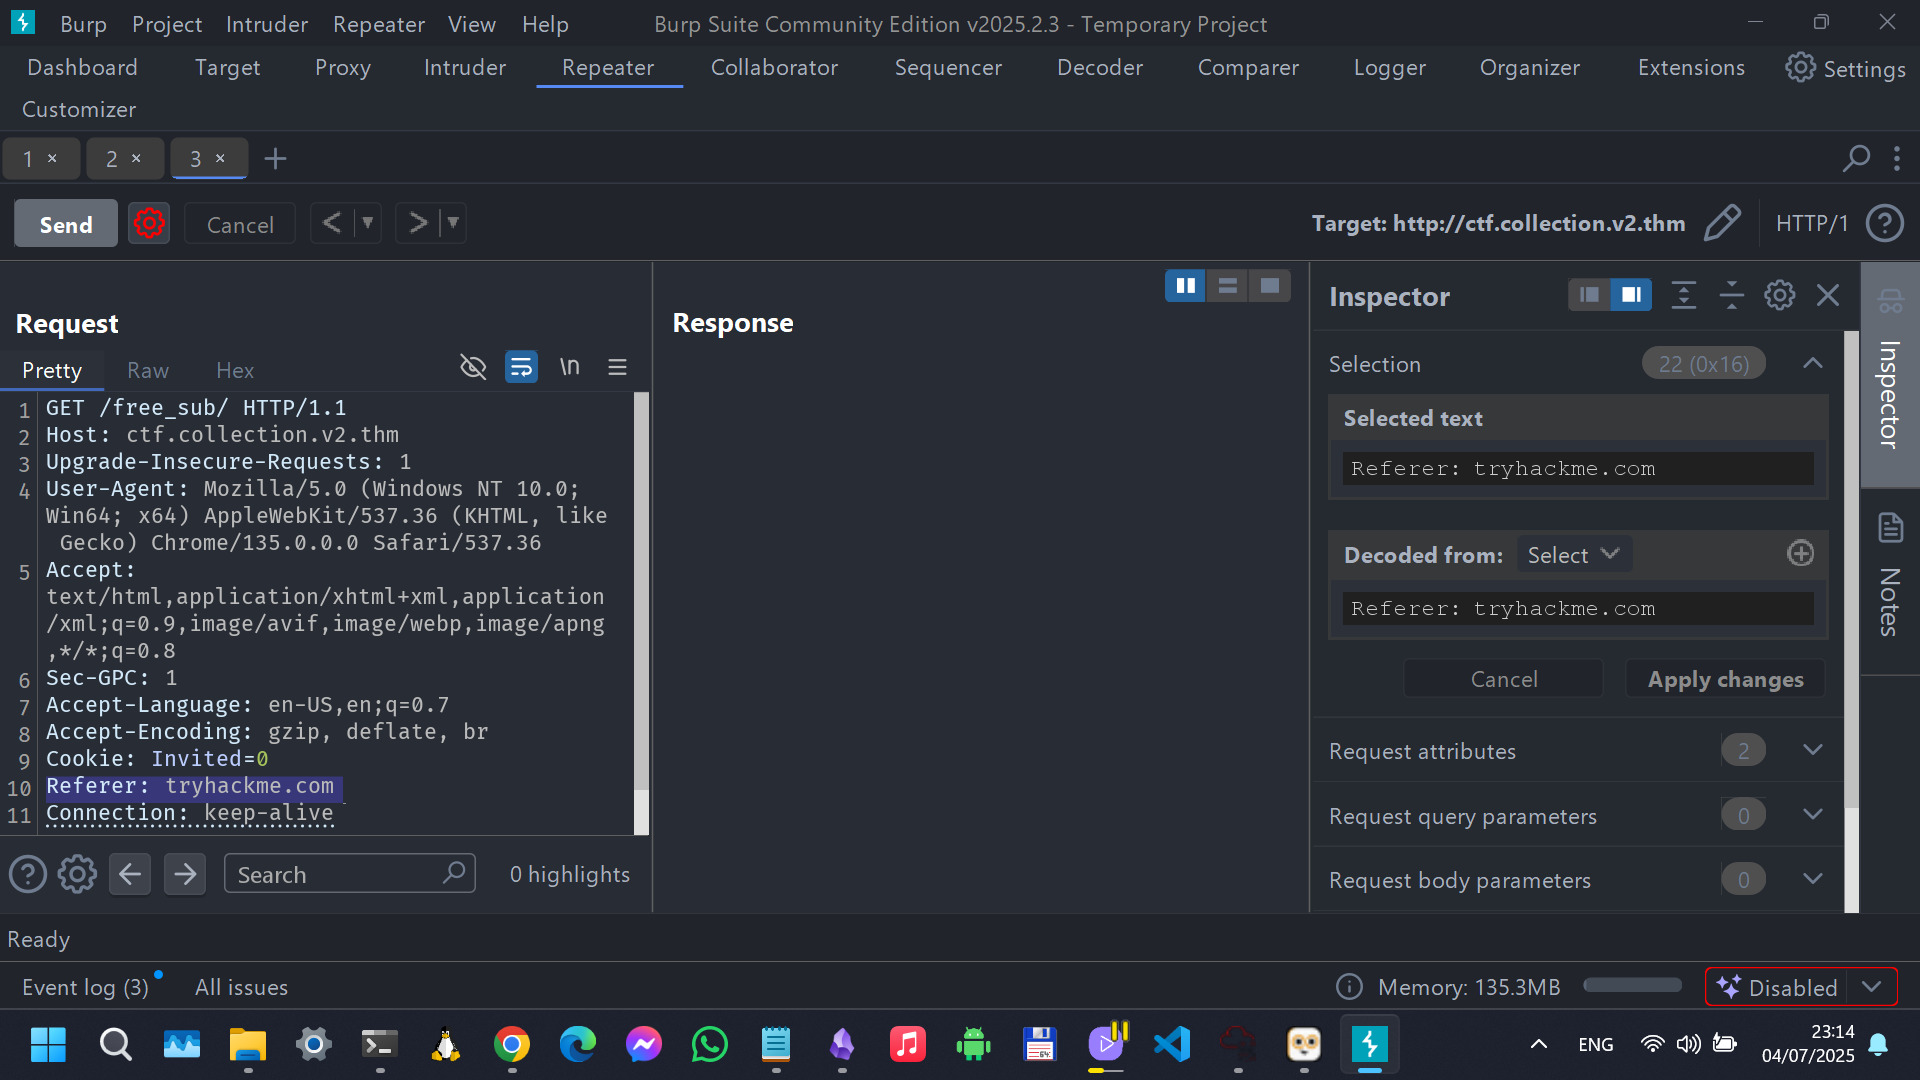 Burp Project Intruder Repeater View Help Burp Suite Community Edition v2025.2.3 - Temporary Project
Dashboard Target Proxy Intruder Repeater Collaborator Sequencer Decoder Comparer Logger Organizer Extensions Settings
Customizer
1 × 2 × 3 × +
Send Cancel < > Target: http://ctf.collection.v2.thm HTTP/1 ?
Request
Response
Inspector
Pretty Raw Hex \n
1 GET /free_sub/ HTTP/1.1
2 Host: ctf.collection.v2.thm
3 Upgrade-Insecure-Requests: 1
4 User-Agent: Mozilla/5.0 (Windows NT 10.0;
Win64; x64) AppleWebKit/537.36 (KHTML, like
Gecko) Chrome/135.0.0.0 Safari/537.36
5 Accept:
text/html,application/xhtml+xml,application
/xml;q=0.9,image/avif,image/webp,image/apng
,*/*;q=0.8
6 Sec-GPC: 1
7 Accept-Language: en-US,en;q=0.7
8 Accept-Encoding: gzip, deflate, br
9 Cookie: Invited=0
10 Referer: tryhackme.com
11 Connection: keep-alive
? Search 0 highlights
Selection 22 (0x16)
Selected text
Referer: tryhackme.com
Decoded from: Select
Referer: tryhackme.com
Cancel Apply changes
Request attributes 2
Request query parameters 0
Request body parameters 0
Inspector
Notes
Ready
Event log (3) All issues Memory: 135.3MB Disabled
64
ENG 23:14
04/07/2025